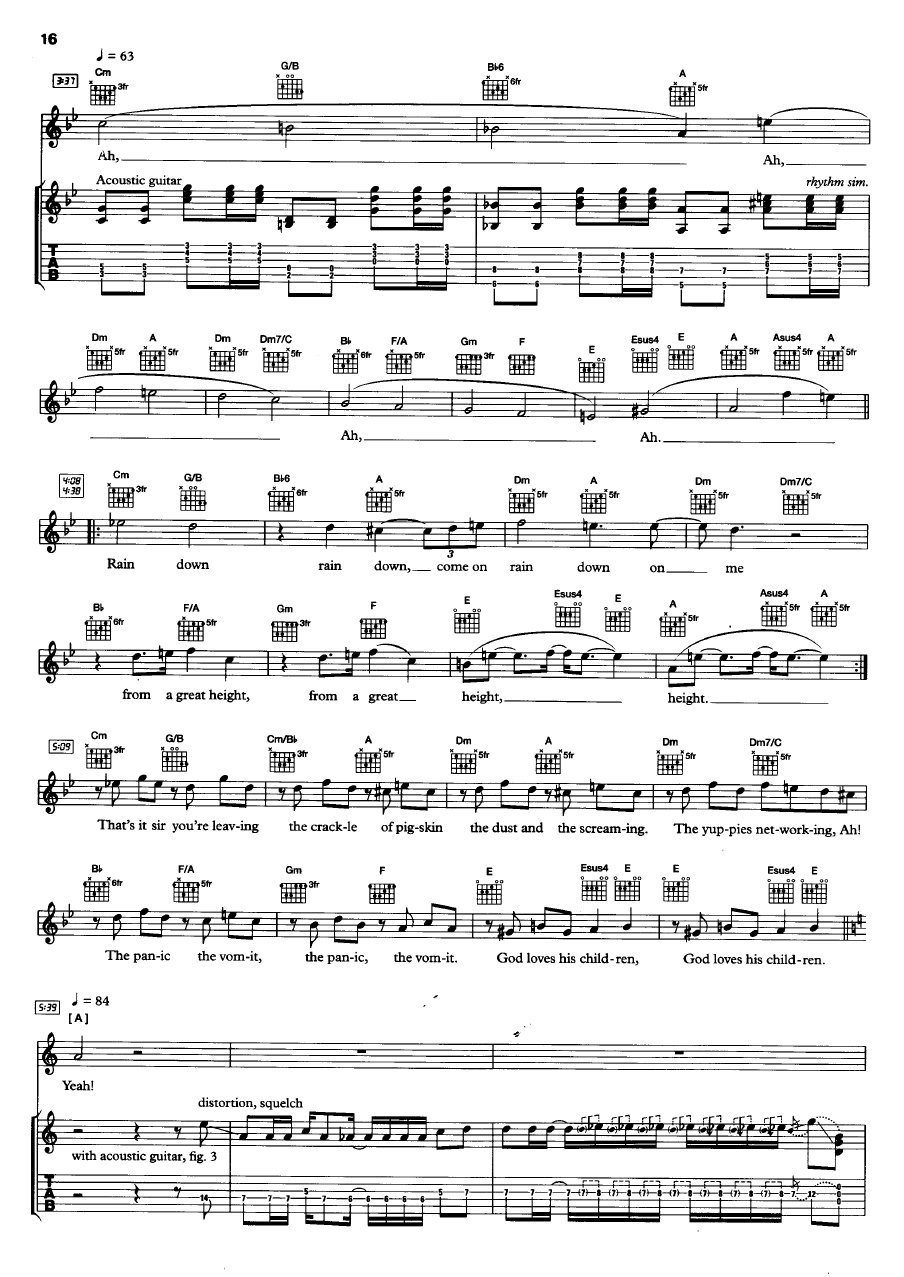 16
♩ = 63
3:37 Cm 3fr G/B B♭6 6fr A 5fr
Ah, Ah,
Acoustic guitar rhythm sim.
T A B
Dm 5fr A 5fr Dm 5fr Dm7/C 5fr B♭ 6fr F/A 5fr Gm 3fr F E Esus4 E A 5fr Asus4 5fr A 5fr
Ah, Ah.
4:08
4:38
Cm 3fr G/B B♭6 6fr A 5fr Dm 5fr A 5fr Dm 5fr Dm7/C 5fr
3
Rain down rain down, come on rain down on me
B♭ 6fr F/A 5fr Gm 3fr F E Esus4 E A 5fr Asus4 5fr A 5fr
from a great height, from a great height, height.
5:09 Cm 3fr G/B Cm/B♭ 3fr A 5fr Dm 5fr A 5fr Dm 5fr Dm7/C 5fr
That's it sir you're leav-ing the crack-le of pig-skin the dust and the scream-ing. The yup-pies net-work-ing, Ah!
B♭ 6fr F/A 5fr Gm 3fr F E Esus4 E E Esus4 E
The pan-ic the vom-it, the pan-ic, the vom-it. God loves his child-ren, God loves his child-ren.
5:39 ♩ = 84
[A]
Yeah!
distortion, squelch
with acoustic guitar, fig. 3
T A B